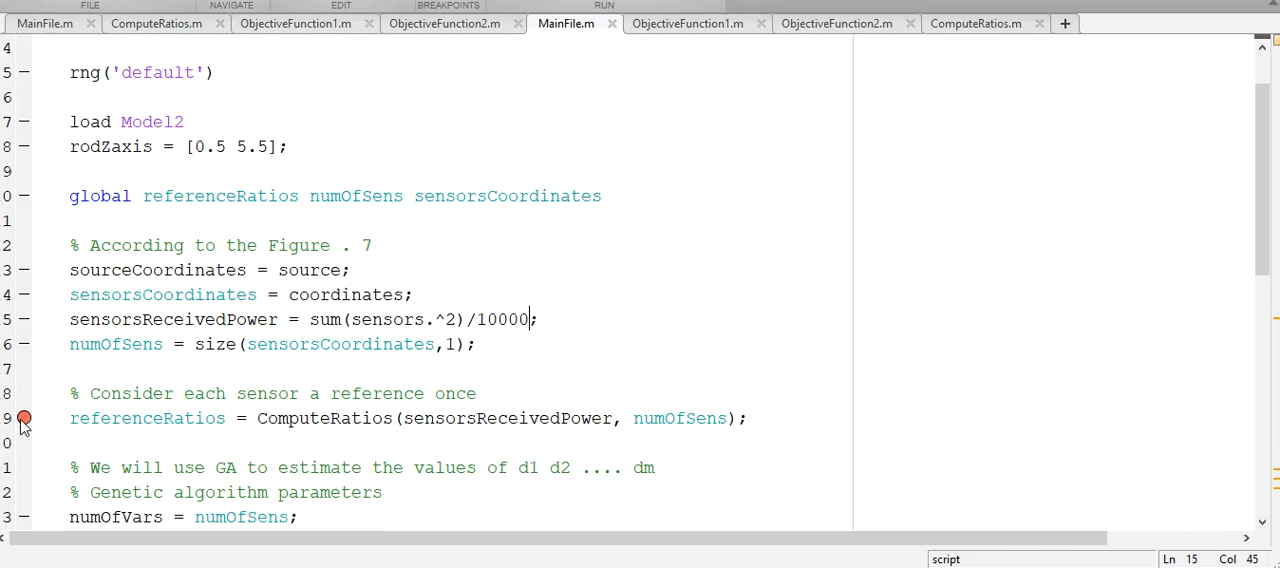 FILE NAVIGATE EDIT BREAKPOINTS RUN
MainFile.m ComputeRatios.m ObjectiveFunction1.m ObjectiveFunction2.m MainFile.m ObjectiveFunction1.m ObjectiveFunction2.m ComputeRatios.m +
4
5 rng('default')
6
7 load Model2
8 rodZaxis = [0.5 5.5];
9
0 global referenceRatios numOfSens sensorsCoordinates
1
2 % According to the Figure . 7
3 sourceCoordinates = source;
4 sensorsCoordinates = coordinates;
5 sensorsReceivedPower = sum(sensors.^2)/10000;
6 numOfSens = size(sensorsCoordinates,1);
7
8 % Consider each sensor a reference once
9 referenceRatios = ComputeRatios(sensorsReceivedPower, numOfSens);
0
1 % We will use GA to estimate the values of d1 d2 .... dm
2 % Genetic algorithm parameters
3 numOfVars = numOfSens;
script Ln 15 Col 45